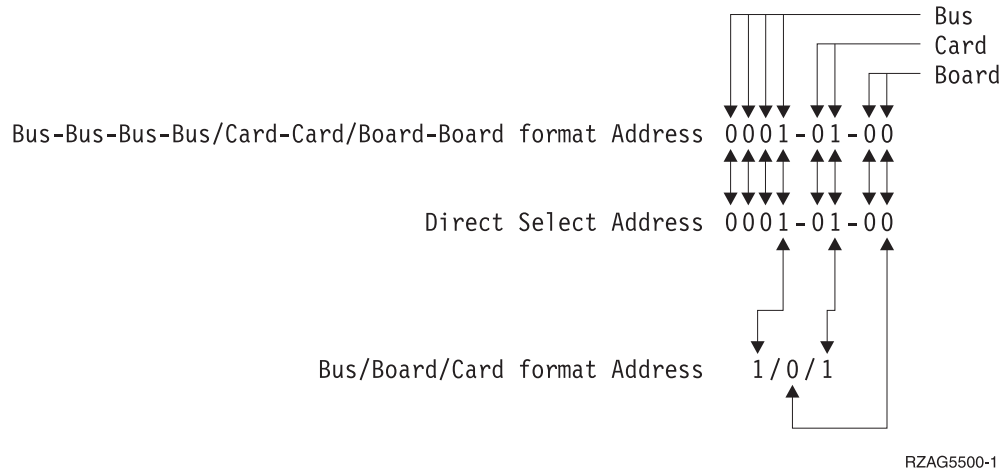 Bus
Card
Board
Bus-Bus-Bus-Bus/Card-Card/Board-Board format Address 0001-01-00
Direct Select Address 0001-01-00
Bus/Board/Card format Address 1/0/1
RZAG5500-1